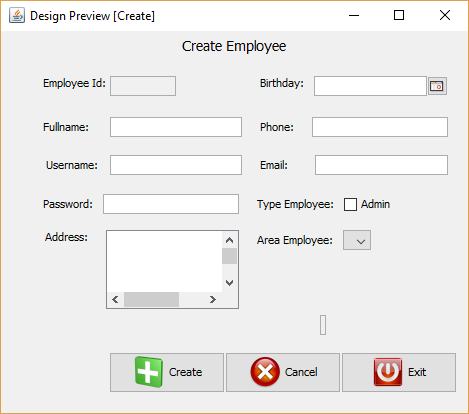 Design Preview [Create]
Create Employee
Employee Id:
Birthday:
Fullname:
Phone:
Username:
Email:
Password:
Type Employee:
Admin
Address:
Area Employee:
Create
Cancel
Exit